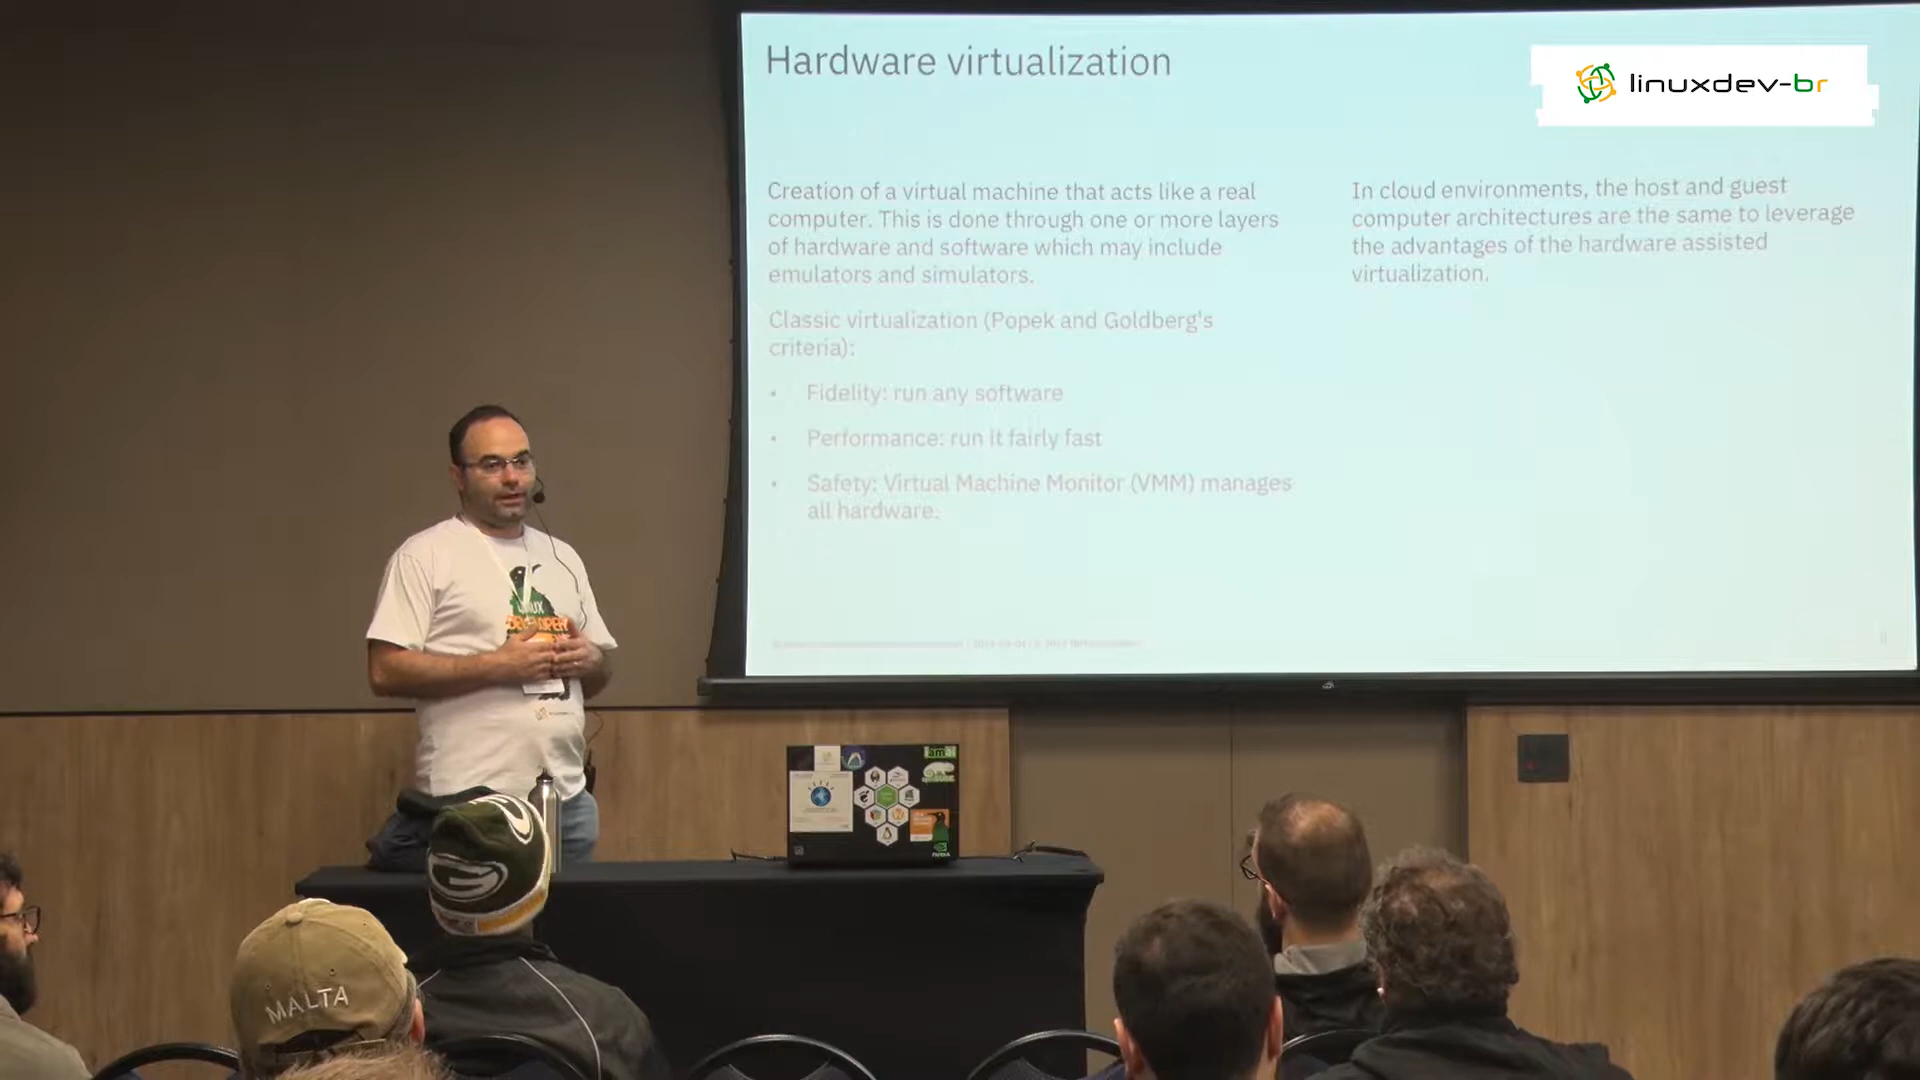 Hardware virtualization
linuxdev-br
Creation of a virtual machine that acts like a real
computer. This is done through one or more layers
of hardware and software which may include
emulators and simulators.
Classic virtualization (Popek and Goldberg's
criteria):
• Fidelity: run any software
• Performance: run it fairly fast
• Safety: Virtual Machine Monitor (VMM) manages
all hardware.
In cloud environments, the host and guest
computer architectures are the same to leverage
the advantages of the hardware assisted
virtualization.
LINUX
DEVELOPER
MALTA